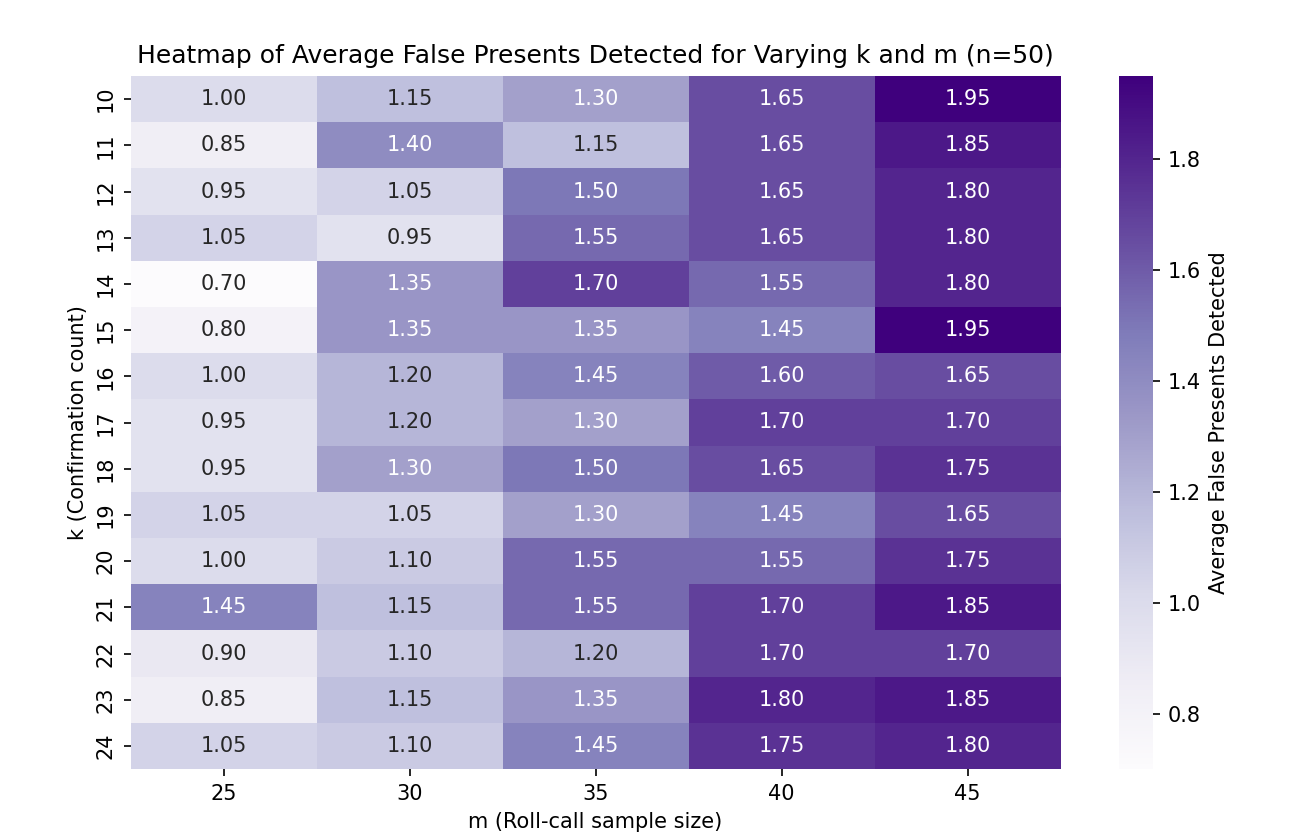 Heatmap of Average False Presents Detected for Varying k and m (n=50)
k (Confirmation count)
10 1.00 1.15 1.30 1.65 1.95
11 0.85 1.40 1.15 1.65 1.85
12 0.95 1.05 1.50 1.65 1.80
13 1.05 0.95 1.55 1.65 1.80
14 0.70 1.35 1.70 1.55 1.80
15 0.80 1.35 1.35 1.45 1.95
16 1.00 1.20 1.45 1.60 1.65
17 0.95 1.20 1.30 1.70 1.70
18 0.95 1.30 1.50 1.65 1.75
19 1.05 1.05 1.30 1.45 1.65
20 1.00 1.10 1.55 1.55 1.75
21 1.45 1.15 1.55 1.70 1.85
22 0.90 1.10 1.20 1.70 1.70
23 0.85 1.15 1.35 1.80 1.85
24 1.05 1.10 1.45 1.75 1.80
25 30 35 40 45
m (Roll-call sample size)
1.8
1.6
1.4
1.2
1.0
0.8
Average False Presents Detected